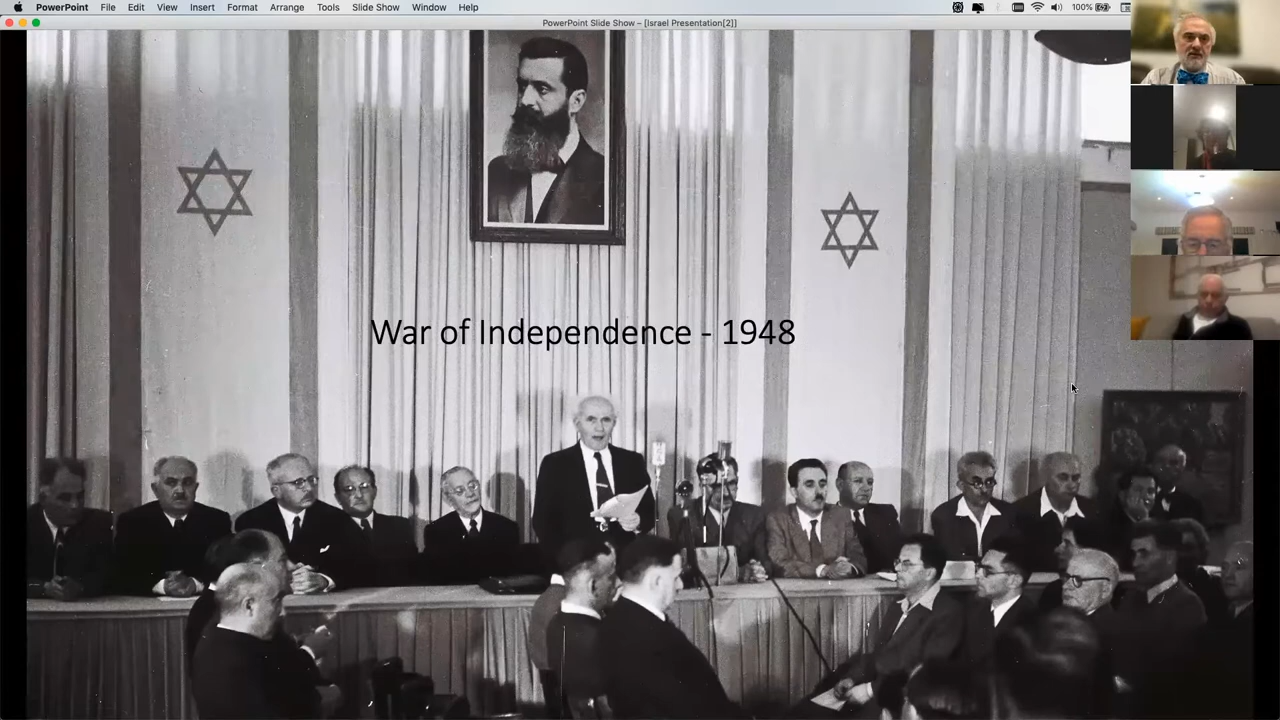 PowerPoint File Edit View Insert Format Arrange Tools Slide Show Window Help 100%
PowerPoint Slide Show – [Israel Presentation[2]]
War of Independence - 1948